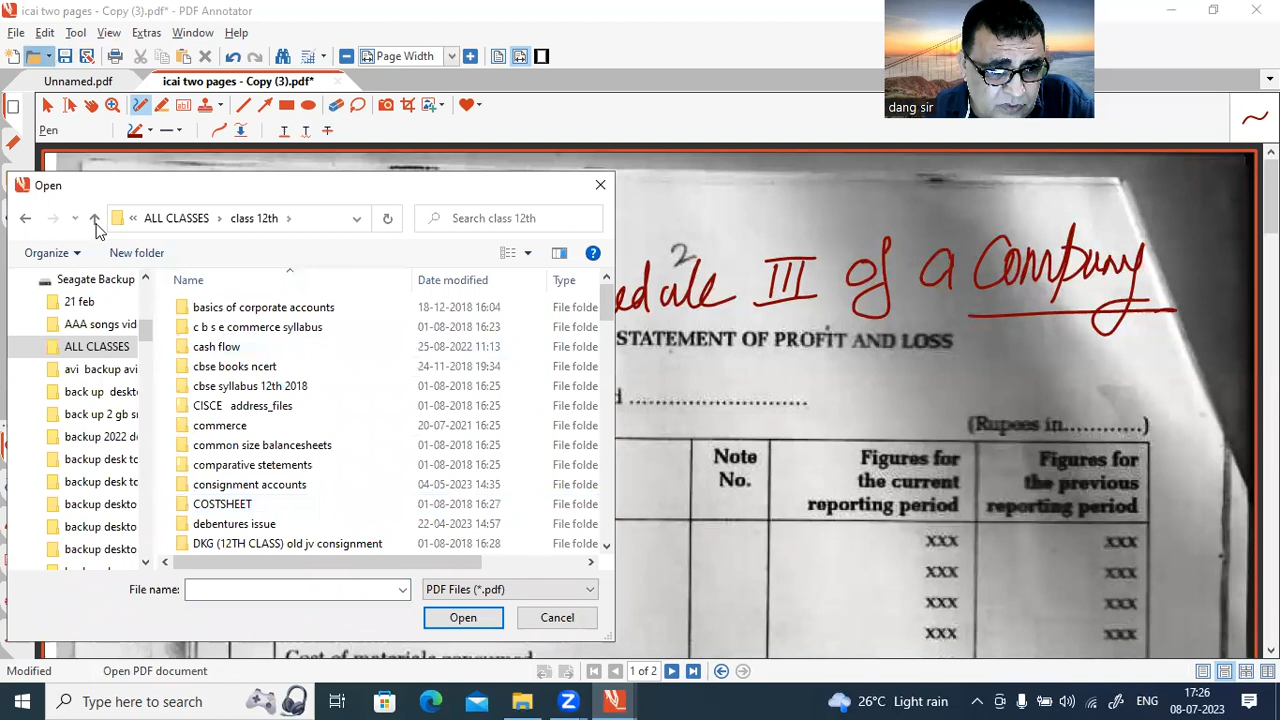 icai two pages - Copy (3).pdf* - PDF Annotator
File Edit Tool View Extras Window Help
Page Width
Unnamed.pdf
icai two pages - Copy (3).pdf*
Pen
dang sir
Open
« ALL CLASSES › class 12th ›
Search class 12th
Organize
New folder
Name
Date modified
Type
Seagate Backup
21 feb
AAA songs vid
ALL CLASSES
avi backup avi
back up deskto
back up 2 gb sn
backup 2022 de
backup desk to
backup desk to
backup deskto
backup deskto
backup deskto
basics of corporate accounts 18-12-2018 16:04 File folde
c b s e commerce syllabus 01-08-2018 16:23 File folde
cash flow 25-08-2022 11:13 File folde
cbse books ncert 24-11-2018 19:34 File folde
cbse syllabus 12th 2018 01-08-2018 16:25 File folde
CISCE address_files 01-08-2018 16:25 File folde
commerce 20-07-2021 16:25 File folde
common size balancesheets 01-08-2018 16:25 File folde
comparative stetements 01-08-2018 16:25 File folde
consignment accounts 04-05-2023 14:35 File folde
COSTSHEET 01-08-2018 16:27 File folde
debentures issue 22-04-2023 14:57 File folde
DKG (12TH CLASS) old jv consignment 01-08-2018 16:28 File folde
File name:
PDF Files (*.pdf)
Open
Cancel
2
edule III of a Company
STATEMENT OF PROFIT AND LOSS
d ..............................
(Rupees in............)
Note No.
Figures for the current reporting period
Figures for the previous reporting period
xxx xxx
xxx xxx
xxx xxx
xxx xxx
Cost of materials consumed
Modified
Open PDF document
1 of 2
Type here to search
26°C Light rain
ENG
17:26
08-07-2023